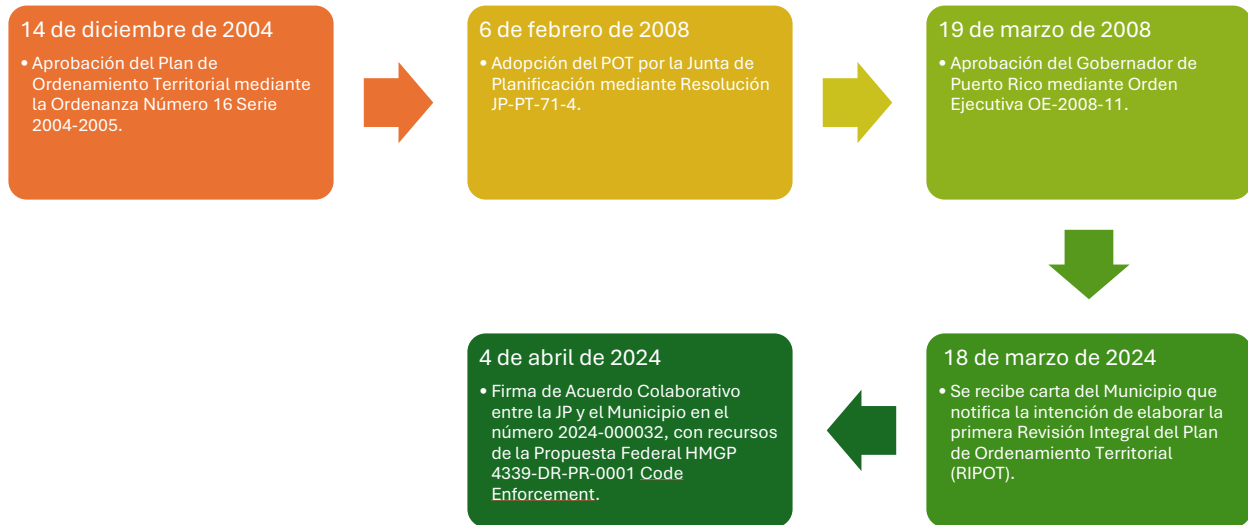 14 de diciembre de 2004
• Aprobación del Plan de
Ordenamiento Territorial mediante
la Ordenanza Número 16 Serie
2004-2005.
6 de febrero de 2008
• Adopción del POT por la Junta de
Planificación mediante Resolución
JP-PT-71-4.
19 de marzo de 2008
• Aprobación del Gobernador de
Puerto Rico mediante Orden
Ejecutiva OE-2008-11.
18 de marzo de 2024
• Se recibe carta del Municipio que
notifica la intención de elaborar la
primera Revisión Integral del Plan
de Ordenamiento Territorial
(RIPOT).
4 de abril de 2024
• Firma de Acuerdo Colaborativo
entre la JP y el Municipio en el
número 2024-000032, con recursos
de la Propuesta Federal HMGP
4339-DR-PR-0001 Code
Enforcement.